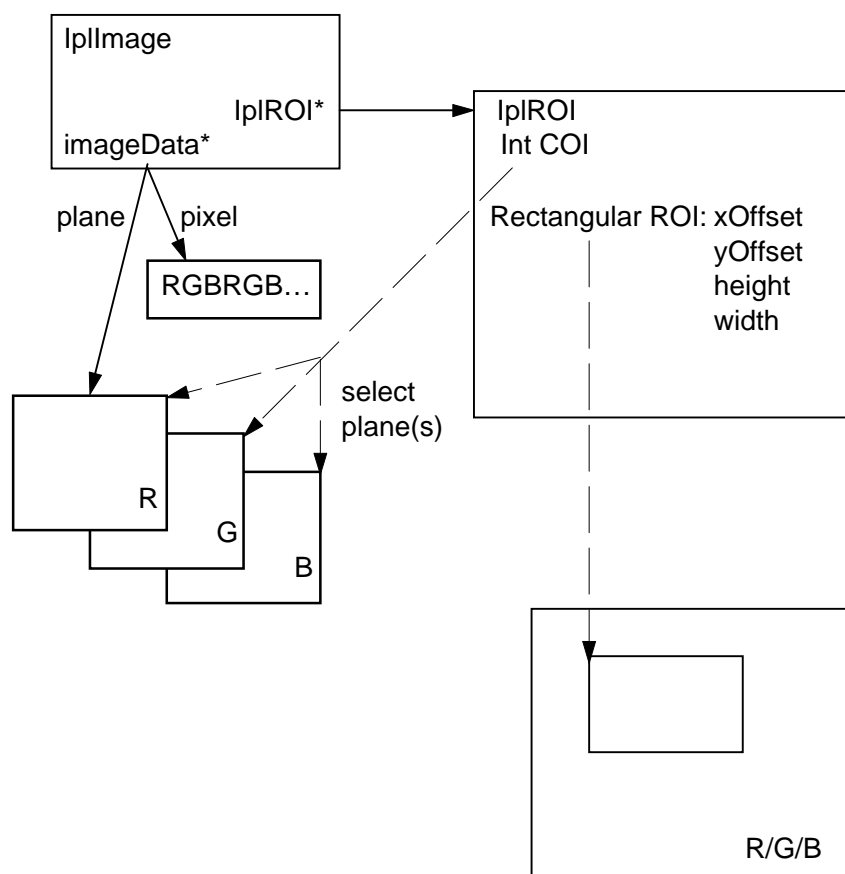 IplImage
IplROI*
imageData*
IplROI
Int COI
plane
pixel
Rectangular ROI: xOffset
yOffset
height
width
RGBRGB…
select
plane(s)
R
G
B
R/G/B